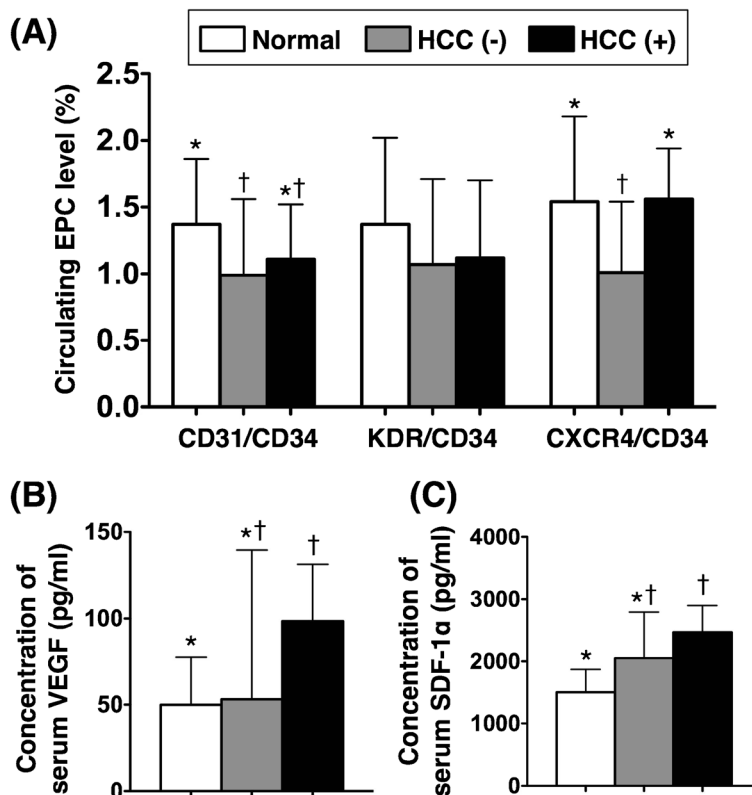 (A)
Normal HCC (-) HCC (+)
Circulating EPC level (%)
2.5
2.0
1.5
1.0
0.5
0.0
* † *† * † *
CD31/CD34 KDR/CD34 CXCR4/CD34
(B)
Concentration of
serum VEGF (pg/ml)
150
100
50
0
* *† †
(C)
Concentration of
serum SDF-1α (pg/ml)
4000
3000
2000
1000
0
* *† †